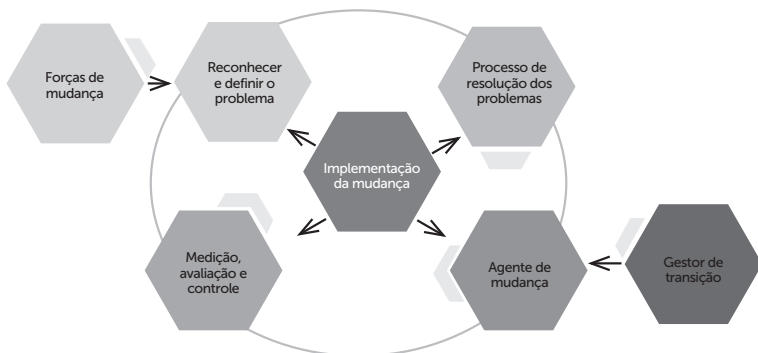 Forças de
mudança
Reconhecer
e definir o
problema
Processo de
resolução dos
problemas
Implementação
da mudança
Medição,
avaliação e
controle
Agente de
mudança
Gestor de
transição